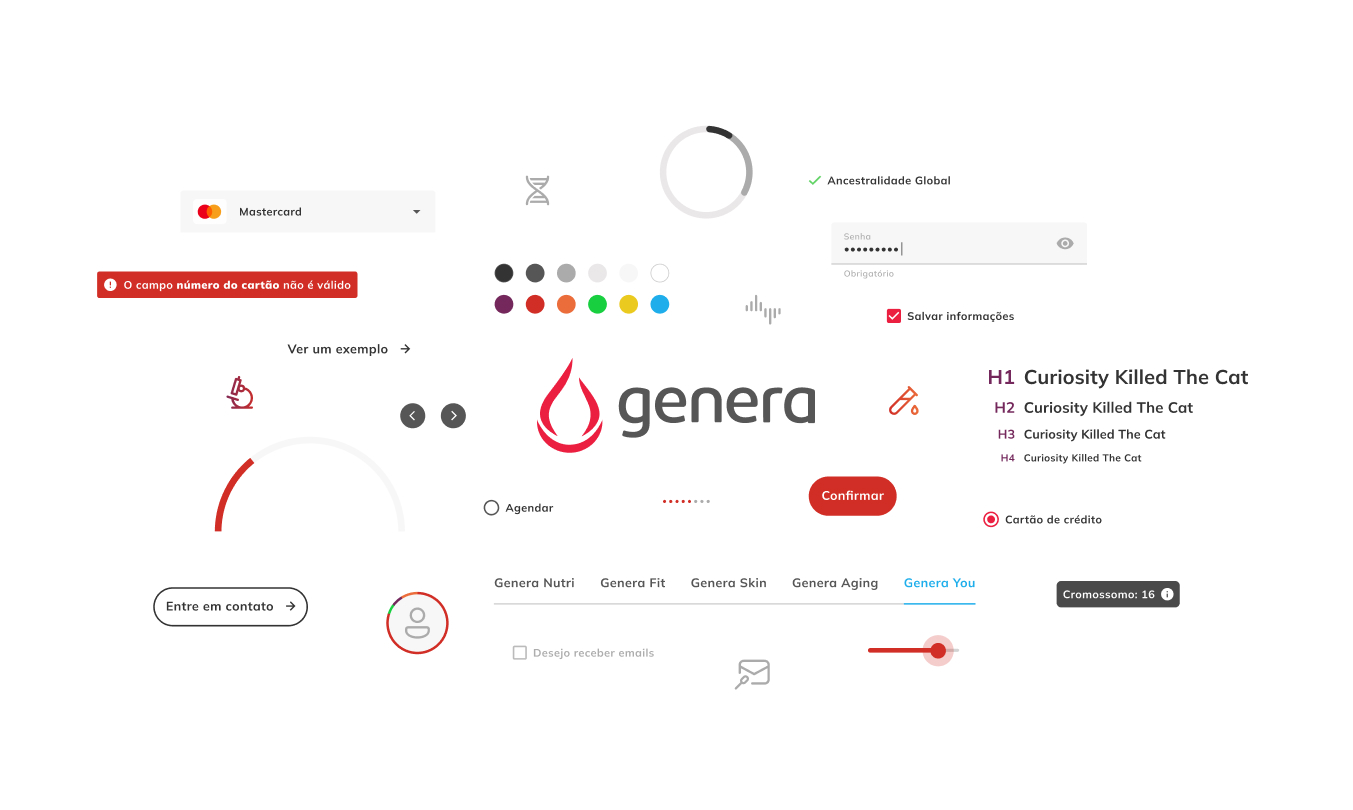 Ancestralidade Global
Mastercard
Senha
•••••••••
Obrigatório
O campo número do cartão não é válido
Salvar informações
Ver um exemplo
genera
H1 Curiosity Killed The Cat
H2 Curiosity Killed The Cat
H3 Curiosity Killed The Cat
H4 Curiosity Killed The Cat
Confirmar
Agendar
Cartão de crédito
Genera Nutri Genera Fit Genera Skin Genera Aging Genera You
Cromossomo: 16
Entre em contato
Desejo receber emails